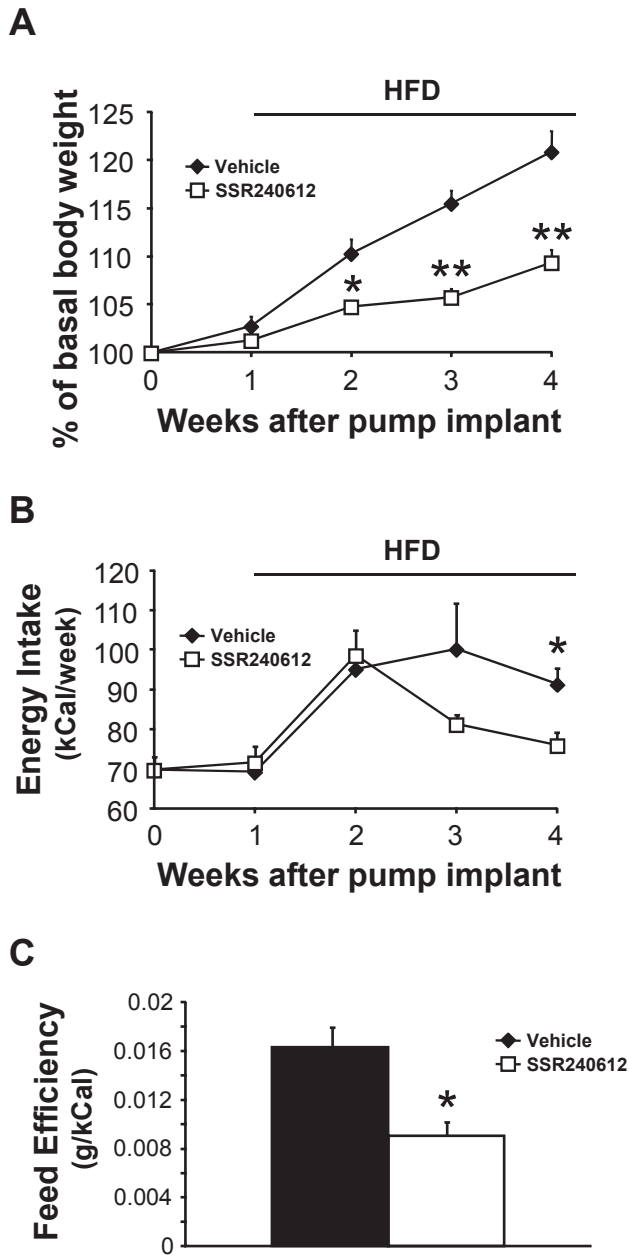 A
HFD
% of basal body weight
125
120
115
110
105
100
Vehicle
SSR240612
*
**
**
0 1 2 3 4
Weeks after pump implant
B
HFD
Energy Intake
(kCal/week)
120
110
100
90
80
70
60
Vehicle
SSR240612
*
0 1 2 3 4
Weeks after pump implant
C
Feed Efficiency
(g/kCal)
0.02
0.016
0.012
0.008
0.004
0
Vehicle
SSR240612
*